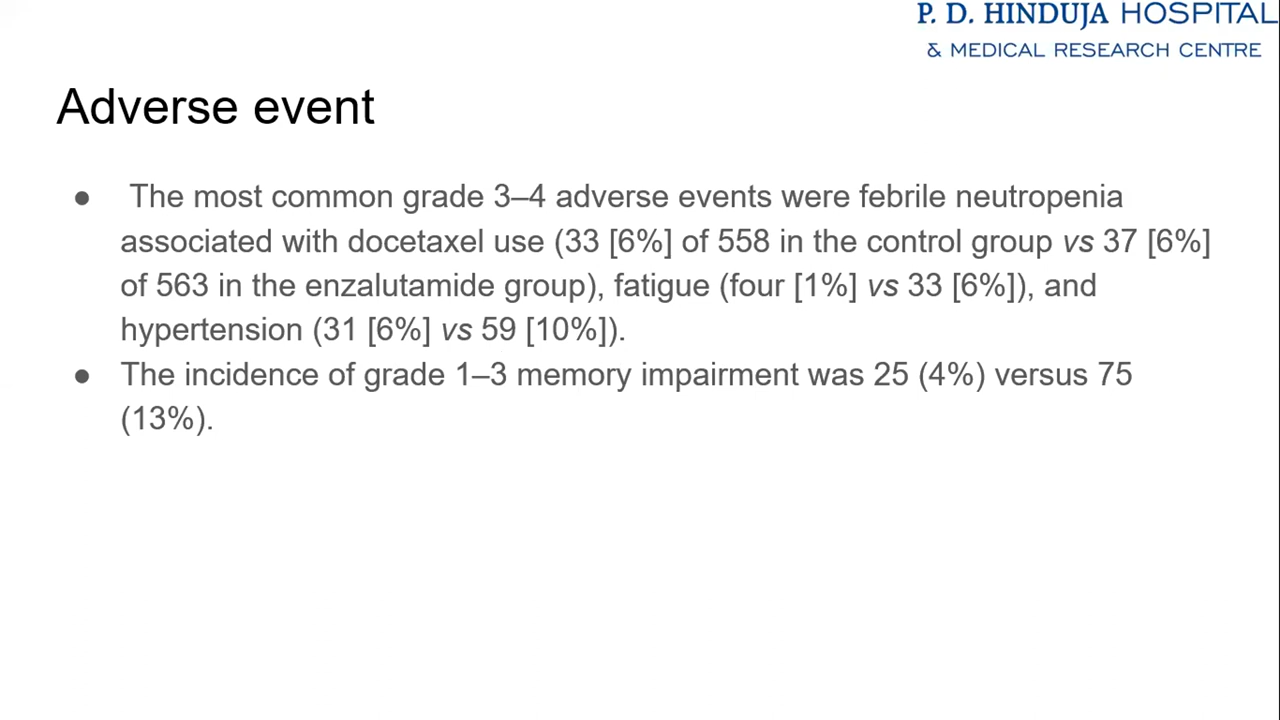 P. D. HINDUJA HOSPITAL
& MEDICAL RESEARCH CENTRE
Adverse event
● The most common grade 3–4 adverse events were febrile neutropenia
associated with docetaxel use (33 [6%] of 558 in the control group vs 37 [6%]
of 563 in the enzalutamide group), fatigue (four [1%] vs 33 [6%]), and
hypertension (31 [6%] vs 59 [10%]).
● The incidence of grade 1–3 memory impairment was 25 (4%) versus 75
(13%).